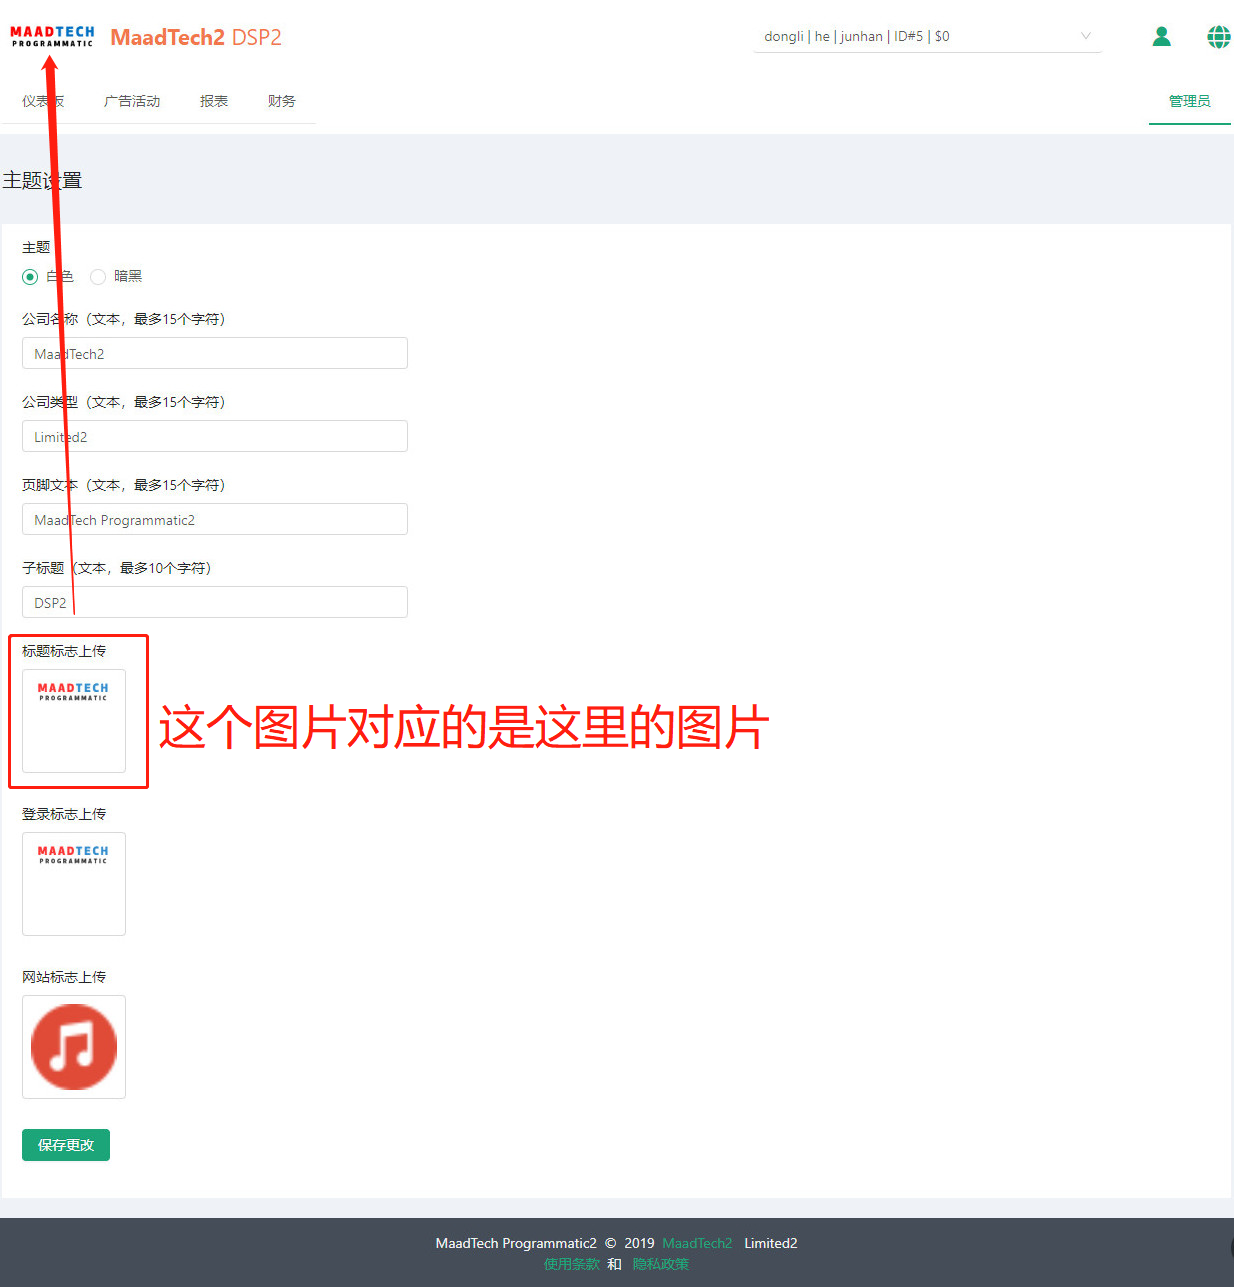 MAADTECH
PROGRAMMATIC
MaadTech2 DSP2
dongli | he | junhan | ID#5 | $0
仪表板 广告活动 报表 财务 管理员
主题设置
主题
白色 暗黑
公司名称（文本，最多15个字符）
MaadTech2
公司类型（文本，最多15个字符）
Limited2
页脚文本（文本，最多15个字符）
MaadTech Programmatic2
子标题（文本，最多10个字符）
DSP2
标题标志上传
MAADTECH
PROGRAMMATIC
这个图片对应的是这里的图片
登录标志上传
MAADTECH
PROGRAMMATIC
网站标志上传
保存更改
MaadTech Programmatic2 © 2019 MaadTech2 Limited2
使用条款 和 隐私政策